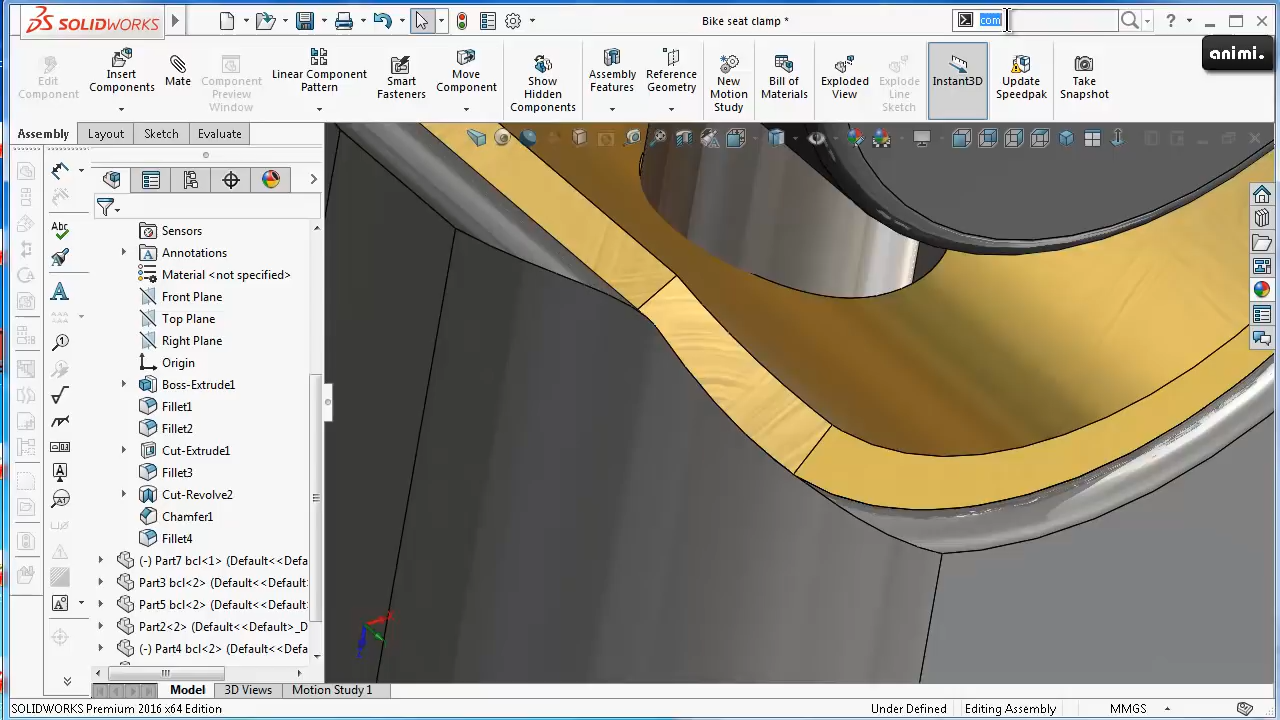 SOLIDWORKS
Bike seat clamp *
com
animi.
Edit Component
Insert Components
Mate
Component Preview Window
Linear Component Pattern
Smart Fasteners
Move Component
Show Hidden Components
Assembly Features
Reference Geometry
New Motion Study
Bill of Materials
Exploded View
Explode Line Sketch
Instant3D
Update Speedpak
Take Snapshot
Assembly
Layout
Sketch
Evaluate
Sensors
Annotations
Material <not specified>
Front Plane
Top Plane
Right Plane
Origin
Boss-Extrude1
Fillet1
Fillet2
Cut-Extrude1
Fillet3
Cut-Revolve2
Chamfer1
Fillet4
(-) Part7 bcl<1> (Default<<Def
Part3 bcl<2> (Default<<Default
Part5 bcl<2> (Default<<Default
Part2<2> (Default<<Default>_D
(-) Part4 bcl<2> (Default<<Defa
Model
3D Views
Motion Study 1
SOLIDWORKS Premium 2016 x64 Edition
Under Defined
Editing Assembly
MMGS